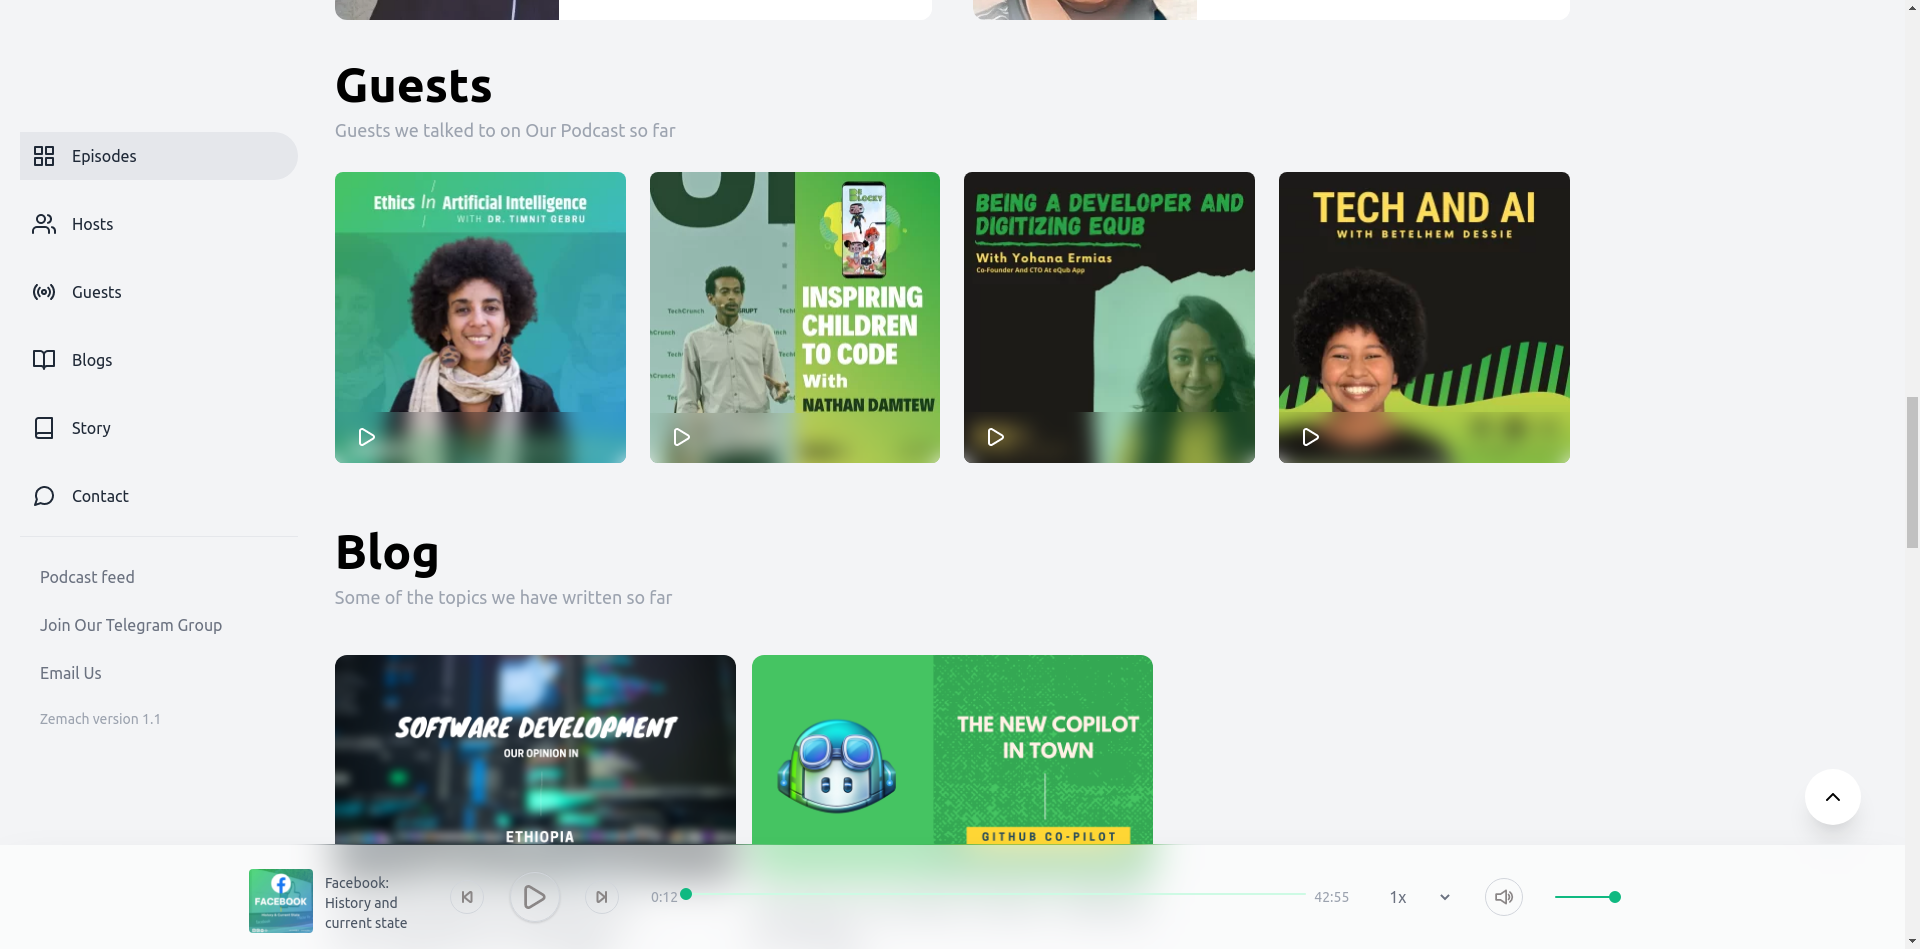 Guests
Guests we talked to on Our Podcast so far
Episodes
Hosts
Guests
Blogs
Story
Contact
Podcast feed
Join Our Telegram Group
Email Us
Zemach version 1.1
Ethics In Artificial Intelligence
WITH DR. TIMNIT GEBRU
TechCrunch
BLOCKY
INSPIRING
CHILDREN
TO CODE
With
NATHAN DAMTEW
BEING A DEVELOPER AND
DIGITIZING EQUB
With Yohana Ermias
Co-Founder And CTO At eQub App
TECH AND AI
WITH BETELHEM DESSIE
Blog
Some of the topics we have written so far
SOFTWARE DEVELOPMENT
OUR OPINION IN
ETHIOPIA
THE NEW COPILOT
IN TOWN
GITHUB CO-PILOT
FACEBOOK
Facebook:
History and
current state
0:12
42:55
1x